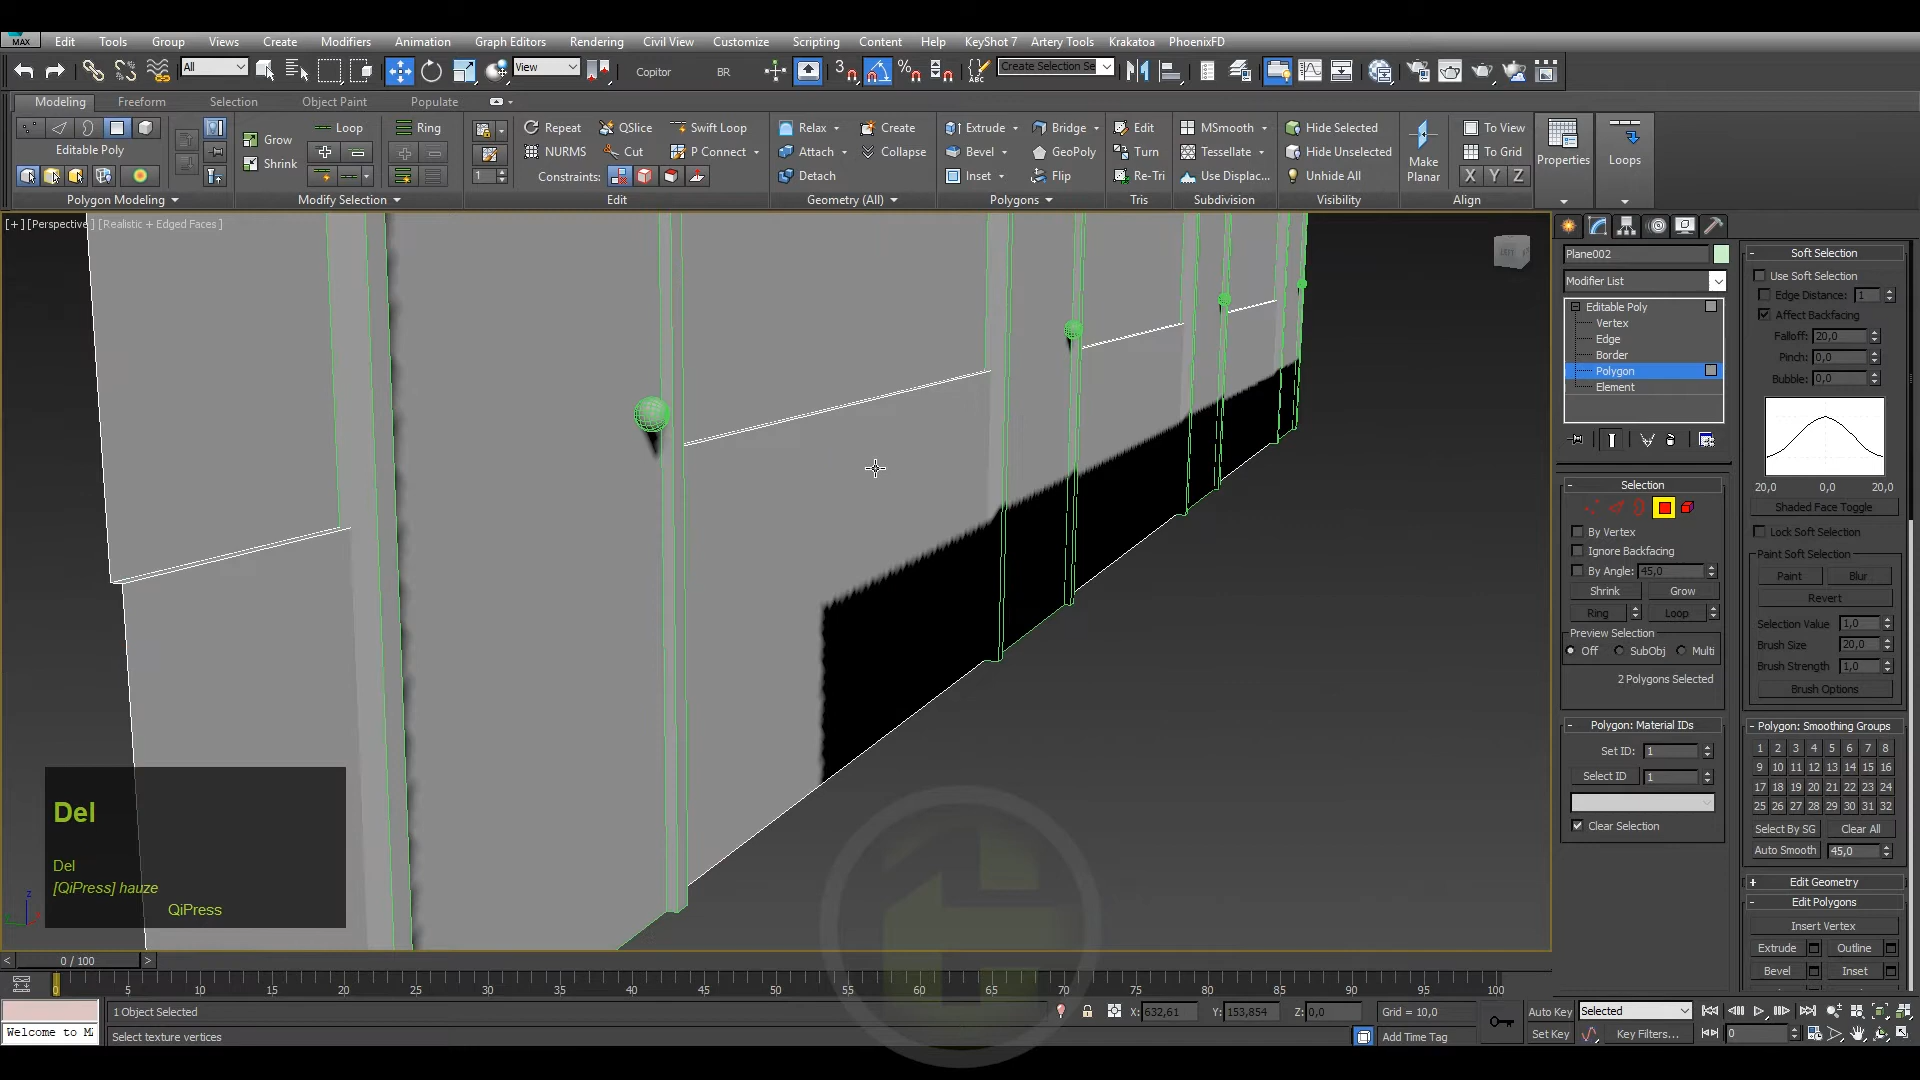 MAX Edit Tools Group Views Create Modifiers Animation Graph Editors Rendering Civil View Customize Scripting Content Help KeyShot 7 Artery Tools Krakatoa PhoenixFD
All View Copitor BR 3 % ABC Create Selection Se
Modeling Freeform Selection Object Paint Populate
Grow Loop Ring Repeat QSlice Swift Loop Relax Create Extrude Bridge Edit MSmooth Hide Selected To View
Editable Poly Shrink NURMS Cut P Connect Attach Collapse Bevel GeoPoly Turn Tessellate Hide Unselected Make Planar To Grid Properties Loops
1 Constraints: Detach Inset Flip Re-Tri Use Displac... Unhide All X Y Z
Polygon Modeling Modify Selection Edit Geometry (All) Polygons Tris Subdivision Visibility Align
[+] [Perspective ] [Realistic + Edged Faces ]
Plane002
Modifier List
Editable Poly
Vertex
Edge
Border
Polygon
Element
- Selection
By Vertex
Ignore Backfacing
By Angle: 45,0
Shrink Grow
Ring Loop
Preview Selection
Off SubObj Multi
2 Polygons Selected
- Polygon: Material IDs
Set ID: 1
Select ID 1
Clear Selection
- Soft Selection
Use Soft Selection
Edge Distance: 1
Affect Backfacing
Falloff: 20,0
Pinch: 0,0
Bubble: 0,0
20,0 0,0 20,0
Shaded Face Toggle
Lock Soft Selection
Paint Soft Selection
Paint Blur
Revert
Selection Value 1,0
Brush Size 20,0
Brush Strength 1,0
Brush Options
- Polygon: Smoothing Groups
1 2 3 4 5 6 7 8
9 10 11 12 13 14 15 16
17 18 19 20 21 22 23 24
25 26 27 28 29 30 31 32
Select By SG Clear All
Auto Smooth 45,0
+ Edit Geometry
- Edit Polygons
Insert Vertex
Extrude Outline
Bevel Inset
Del
Del
[QiPress] hauze
QiPress
z
< 0 / 100 >
0 5 10 15 20 25 30 35 40 45 50 55 60 65 70 75 80 85 90 95 100
1 Object Selected X: 632,61 Y: 153,854 Z: 0,0 Grid = 10,0 Auto Key Selected
Welcome to M Select texture vertices Add Time Tag Set Key Key Filters... 0